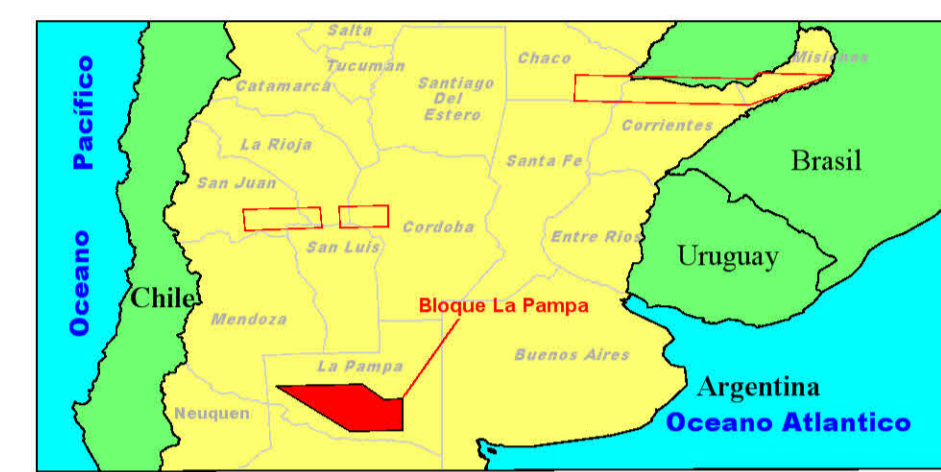 Salta
Tucuman
Catamarca
Santiago
Del
Estero
Chaco
Misiones
Corrientes
La Rioja
Santa Fe
San Juan
Cordoba
San Luis
Entre Rios
Brasil
Uruguay
Oceano Pacífico
Chile
Mendoza
Bloque La Pampa
La Pampa
Buenos Aires
Neuquen
Argentina
Oceano Atlantico